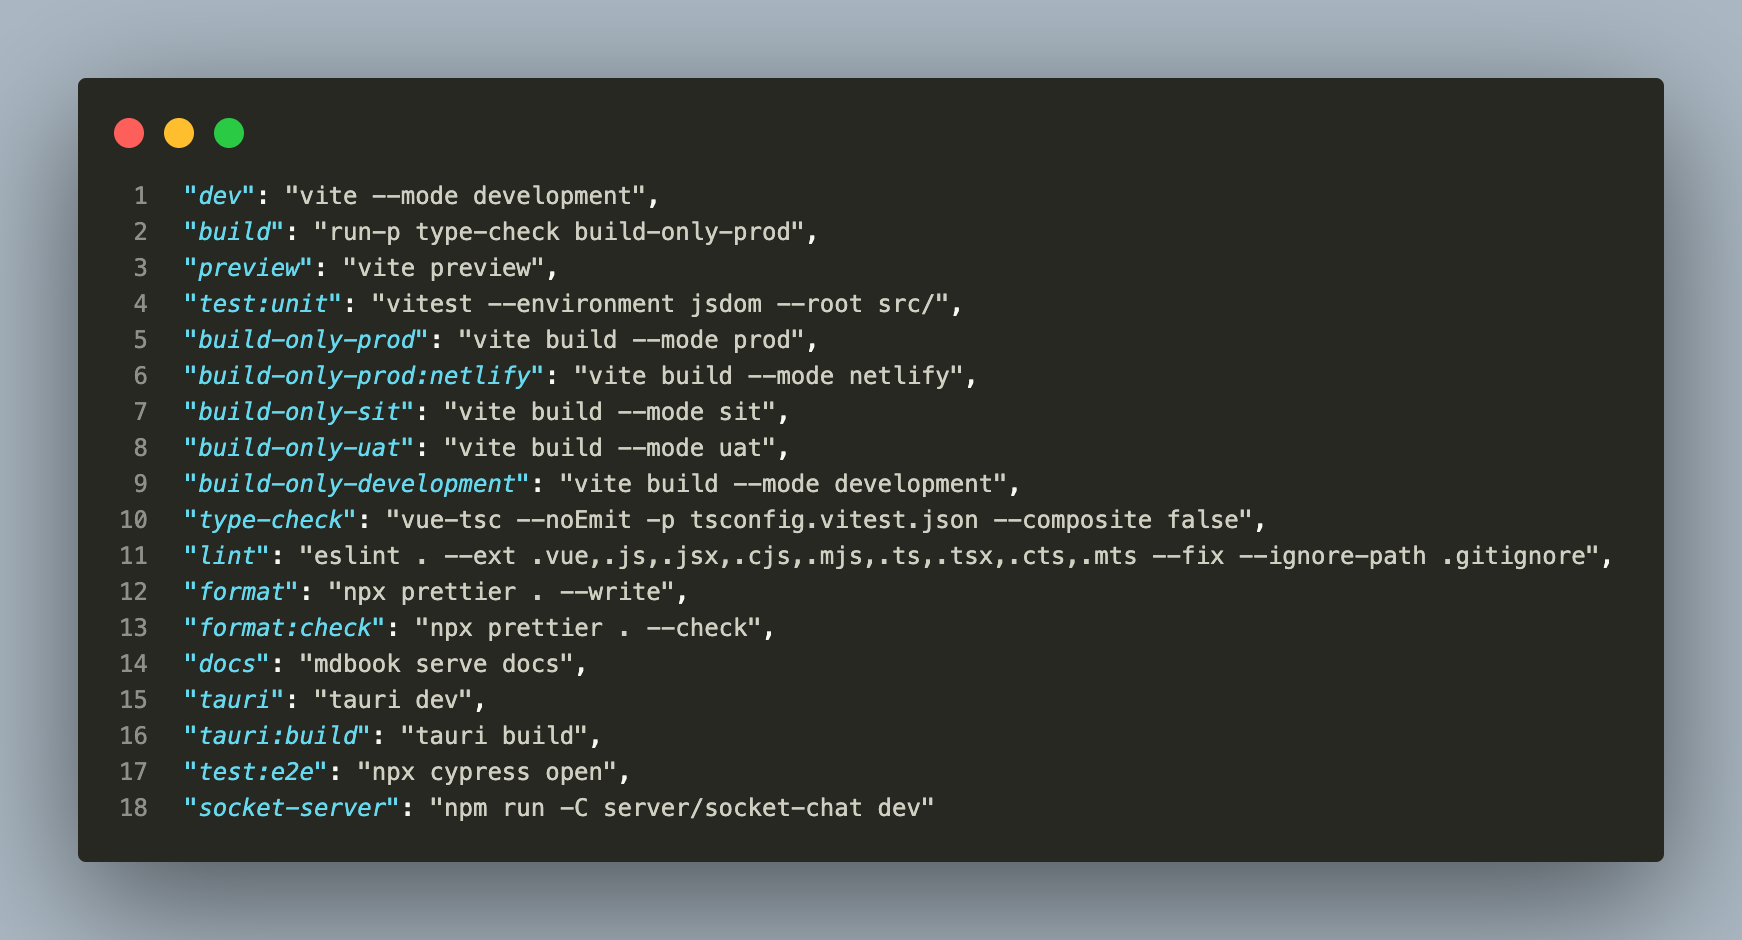 1 "dev": "vite --mode development",
2 "build": "run-p type-check build-only-prod",
3 "preview": "vite preview",
4 "test:unit": "vitest --environment jsdom --root src/",
5 "build-only-prod": "vite build --mode prod",
6 "build-only-prod:netlify": "vite build --mode netlify",
7 "build-only-sit": "vite build --mode sit",
8 "build-only-uat": "vite build --mode uat",
9 "build-only-development": "vite build --mode development",
10 "type-check": "vue-tsc --noEmit -p tsconfig.vitest.json --composite false",
11 "lint": "eslint . --ext .vue,.js,.jsx,.cjs,.mjs,.ts,.tsx,.cts,.mts --fix --ignore-path .gitignore",
12 "format": "npx prettier . --write",
13 "format:check": "npx prettier . --check",
14 "docs": "mdbook serve docs",
15 "tauri": "tauri dev",
16 "tauri:build": "tauri build",
17 "test:e2e": "npx cypress open",
18 "socket-server": "npm run -C server/socket-chat dev"